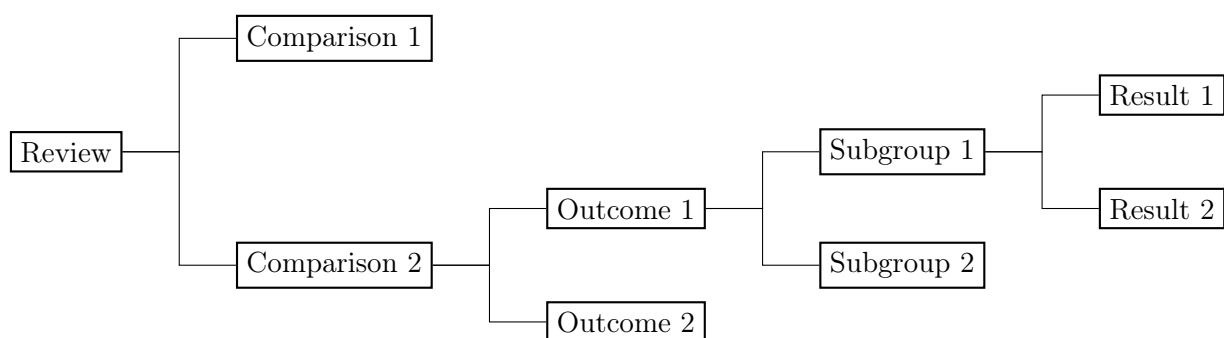 Review
Comparison 1
Comparison 2
Outcome 1
Outcome 2
Subgroup 1
Subgroup 2
Result 1
Result 2